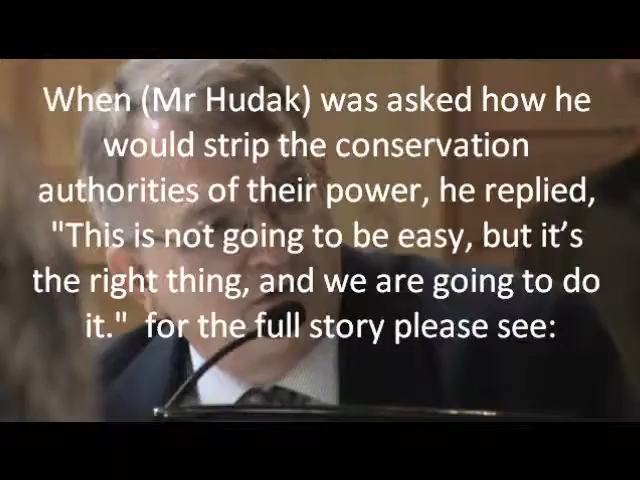 When (Mr Hudak) was asked how he
would strip the conservation
authorities of their power, he replied,
"This is not going to be easy, but it’s
the right thing, and we are going to do
it."  for the full story please see: